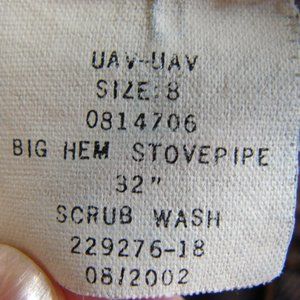 UAV-UAV
SIZE:8
0814706
BIG HEM STOVEPIPE
32"
SCRUB WASH
229276-18
08/2002